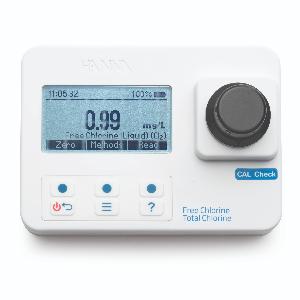 HANNA
11:05:32 100%
0.99 mg/L
Free Chlorine (Liquid) (Cl₂)
Zero Methods Read
CAL Check
?
Free Chlorine
Total Chlorine